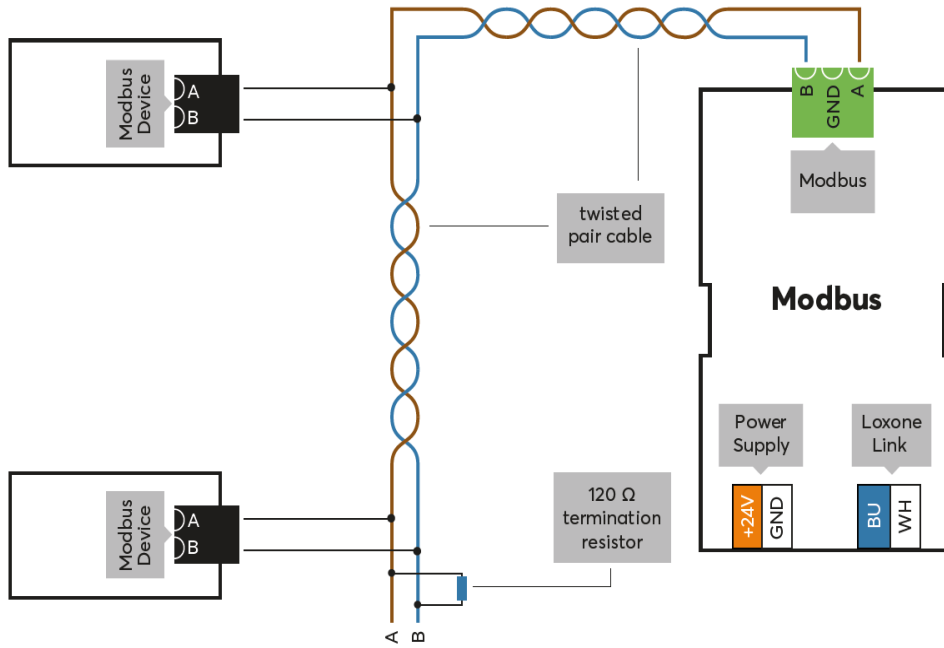 Modbus
Device
A
B
B
GND
A
Modbus
twisted
pair cable
Modbus
Power
Supply
Loxone
Link
+24V
GND
BU
WH
Modbus
Device
A
B
120 Ω
termination
resistor
A
B